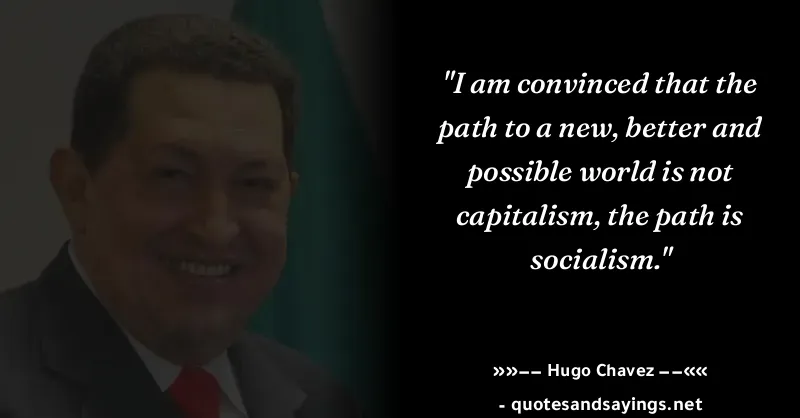 "I am convinced that the
path to a new, better and
possible world is not
capitalism, the path is
socialism."
»»–– Hugo Chavez ––««
- quotesandsayings.net